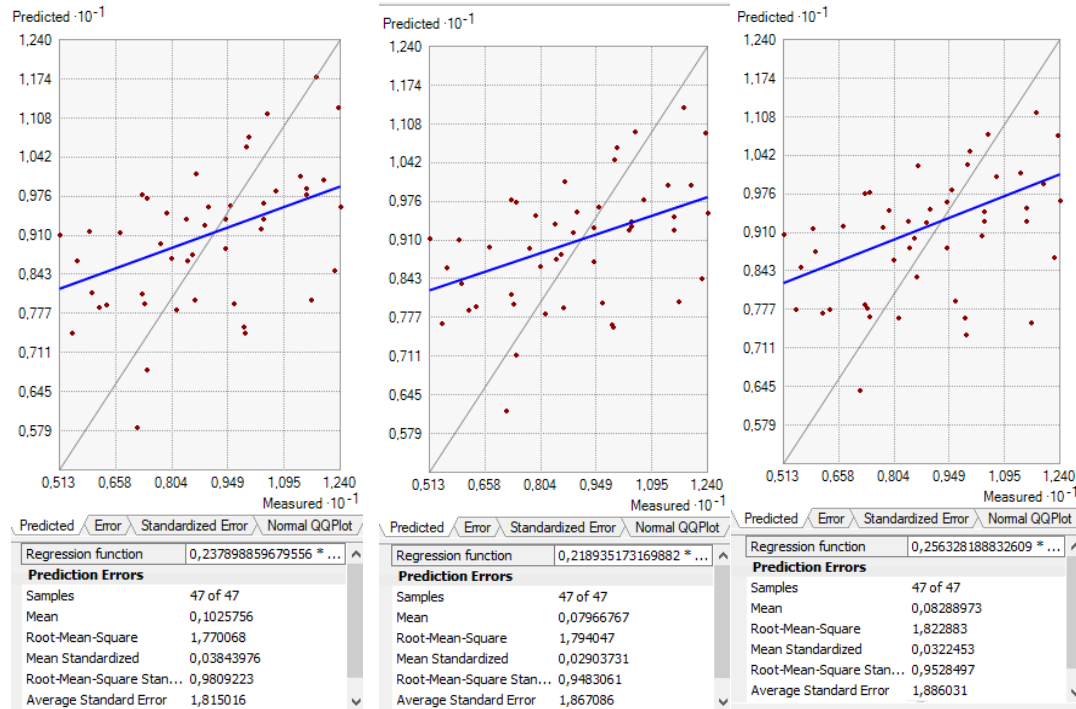 Predicted ·10-1
1,240
1,174
1,108
1,042
0,976
0,910
0,843
0,777
0,711
0,645
0,579
0,513 0,658 0,804 0,949 1,095 1,240
Measured ·10-1
Predicted Error Standardized Error Normal QQPlot
Regression function 0,237898859679556 * ...
Prediction Errors
Samples 47 of 47
Mean 0,1025756
Root-Mean-Square 1,770068
Mean Standardized 0,03843976
Root-Mean-Square Stan... 0,9809223
Average Standard Error 1,815016
Predicted ·10-1
1,240
1,174
1,108
1,042
0,976
0,910
0,843
0,777
0,711
0,645
0,579
0,513 0,658 0,804 0,949 1,095 1,240
Measured ·10-1
Predicted Error Standardized Error Normal QQPlot
Regression function 0,218935173169882 * ...
Prediction Errors
Samples 47 of 47
Mean 0,07966767
Root-Mean-Square 1,794047
Mean Standardized 0,02903731
Root-Mean-Square Stan... 0,9483061
Average Standard Error 1,867086
Predicted ·10-1
1,240
1,174
1,108
1,042
0,976
0,910
0,843
0,777
0,711
0,645
0,579
0,513 0,658 0,804 0,949 1,095 1,240
Measured ·10-1
Predicted Error Standardized Error Normal QQPlot
Regression function 0,256328188832609 * ...
Prediction Errors
Samples 47 of 47
Mean 0,08288973
Root-Mean-Square 1,822883
Mean Standardized 0,0322453
Root-Mean-Square Stan... 0,9528497
Average Standard Error 1,886031